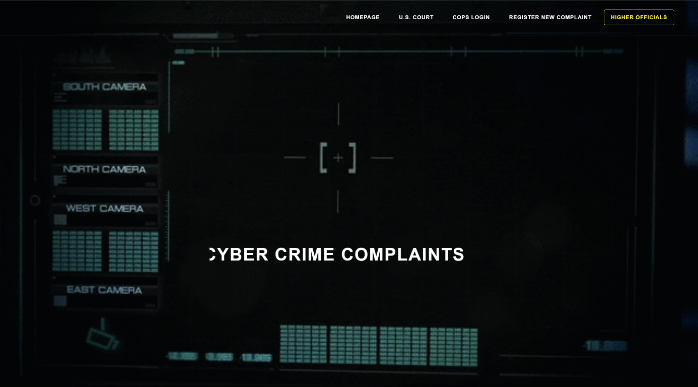 HOMEPAGE U.S. COURT COPS LOGIN REGISTER NEW COMPLAINT HIGHER OFFICIALS
SOUTH CAMERA
NORTH CAMERA
WEST CAMERA
CYBER CRIME COMPLAINTS
EAST CAMERA